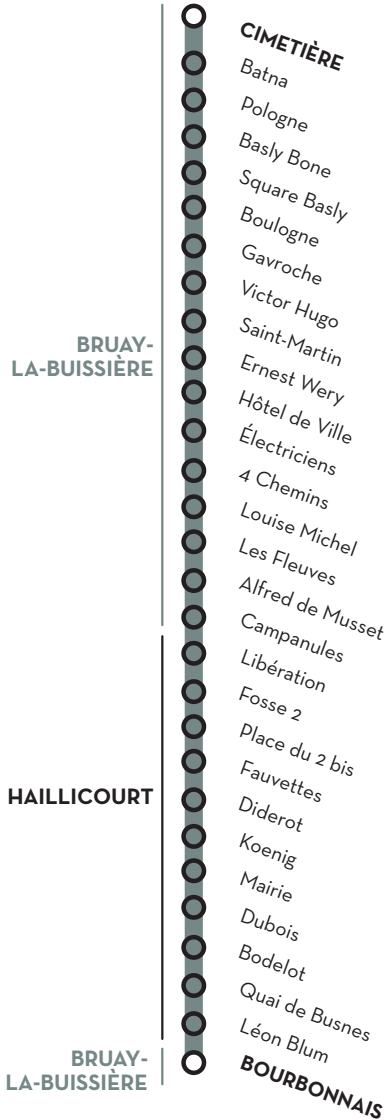 CIMETIÈRE
Batna
Pologne
Basly Bone
Square Basly
Boulogne
Gavroche
Victor Hugo
Saint-Martin
Ernest Wery
Hôtel de Ville
Électriciens
4 Chemins
Louise Michel
Les Fleuves
Alfred de Musset
Campanules
Libération
Fosse 2
Place du 2 bis
Fauvettes
Diderot
Koenig
Mairie
Dubois
Bodelot
Quai de Busnes
Léon Blum
BOURBONNAIS
BRUAY-
LA-BUISSIÈRE
HAILLICOURT
BRUAY-
LA-BUISSIÈRE